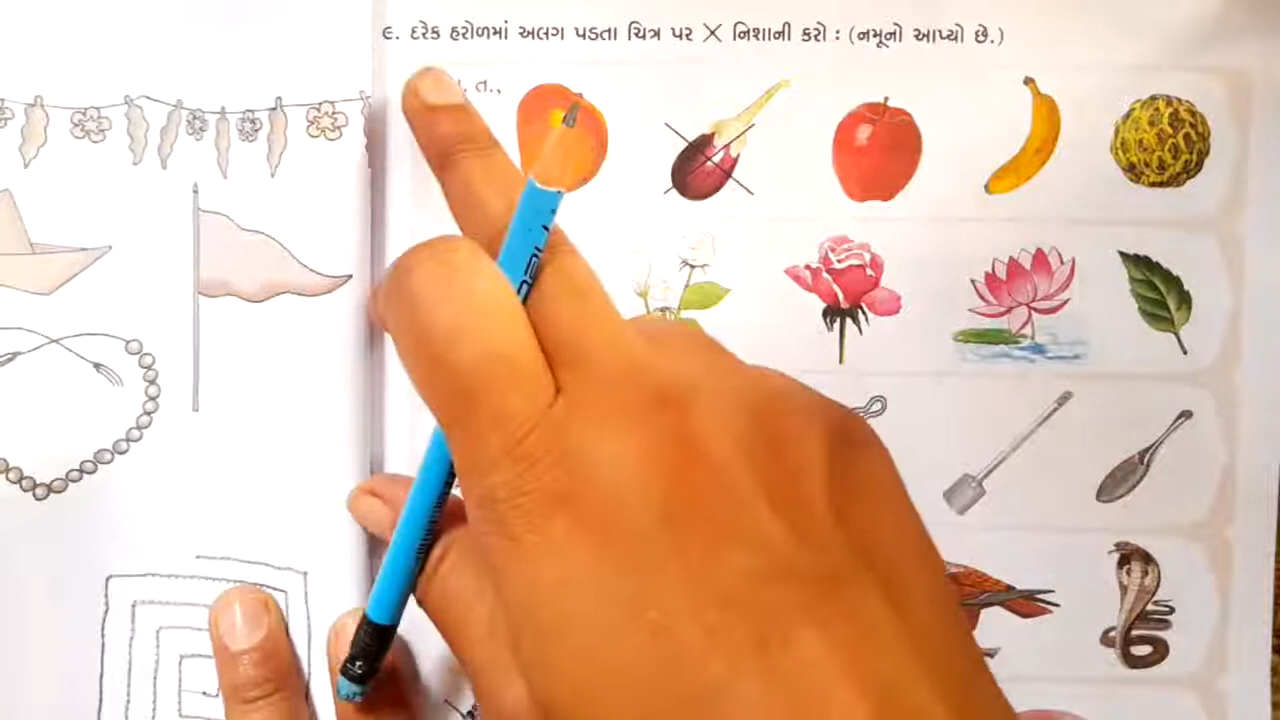 ૯. દરેક હરોળમાં અલગ પડતા ચિત્ર પર X નિશાની કરો : (નમૂનો આપ્યો છે.)
ત.,